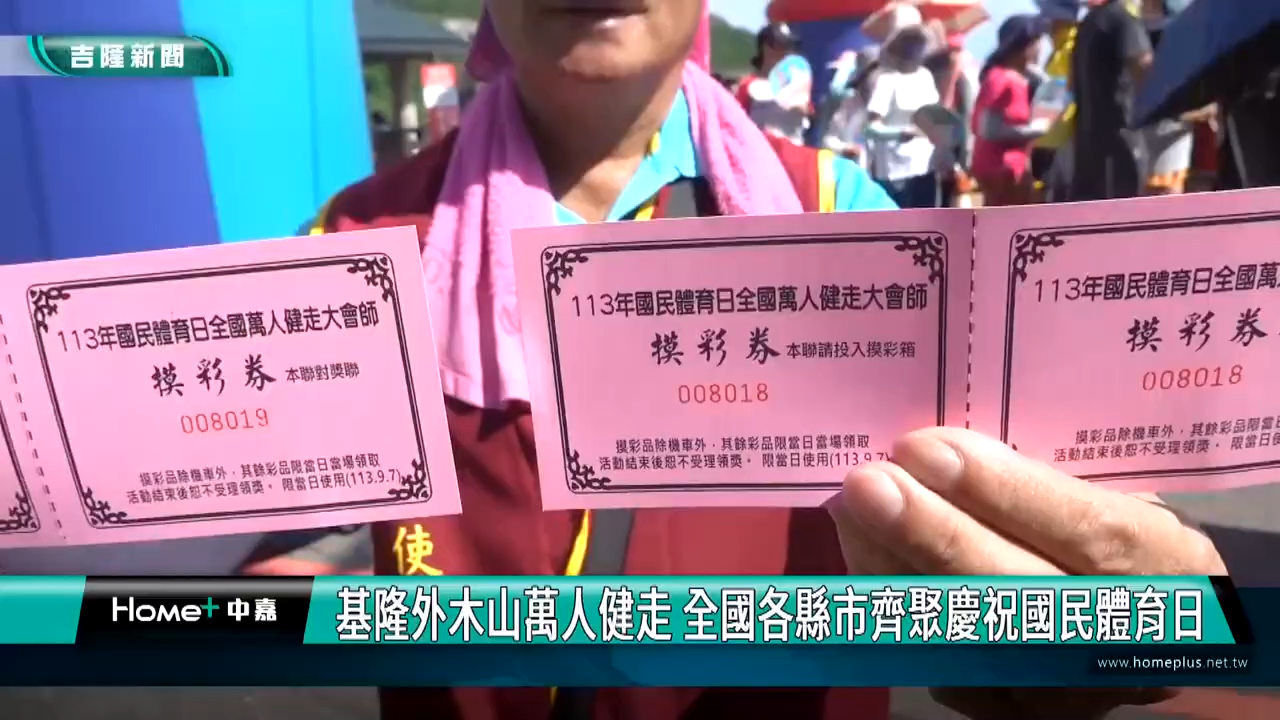 吉隆新聞
113年國民體育日全國萬人健走大會師
摸彩券 本聯對獎聯
008019
摸彩品除機車外，其餘彩品限當日當場領取
活動結束後恕不受理領獎。 限當日使用(113.9.7)
113年國民體育日全國萬人健走大會師
摸彩券 本聯請投入摸彩箱
008018
摸彩品除機車外，其餘彩品限當日當場領取
活動結束後恕不受理領獎。 限當日使用(113.9.7)
113年國民體育日全國萬
摸彩券
008018
摸彩品除機車外，其餘彩品限當日
活動結束後恕不受理領獎。 限當日
使
Home+中嘉
基隆外木山萬人健走 全國各縣市齊聚慶祝國民體育日
www.homeplus.net.tw